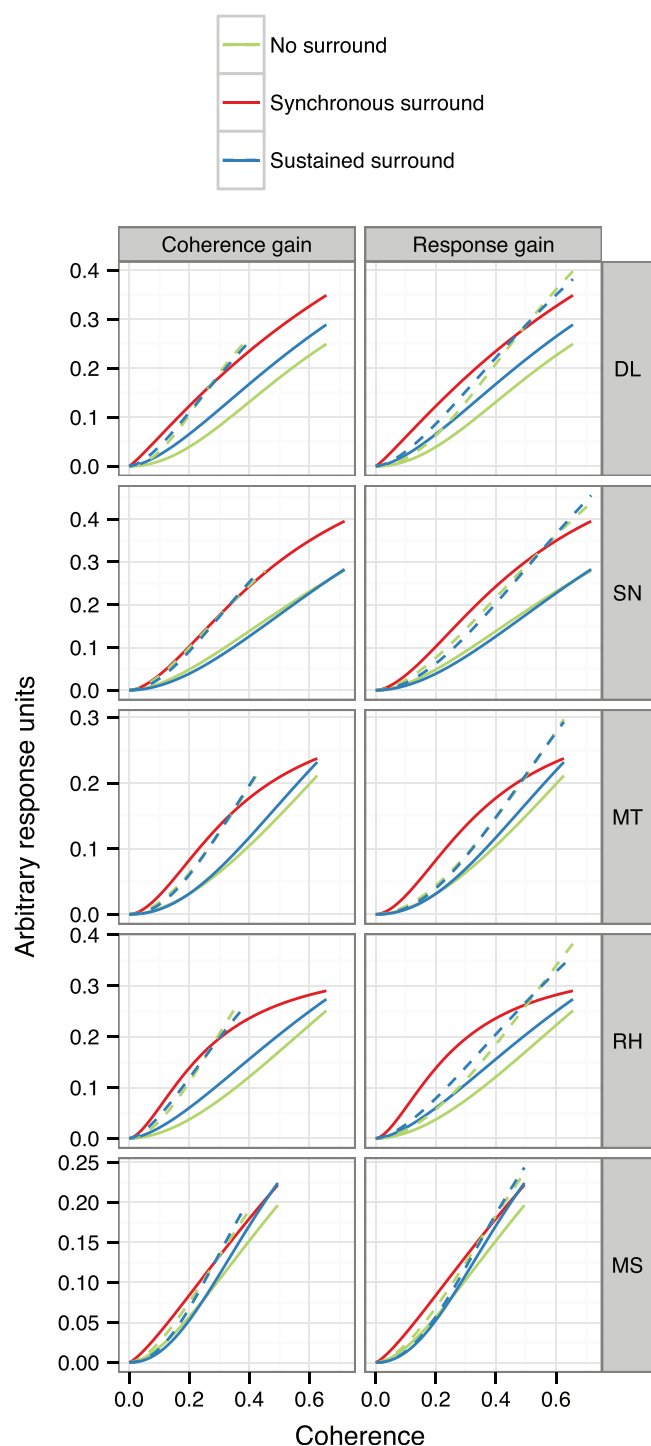 No surround
Synchronous surround
Sustained surround
Coherence gain
Response gain
0.4
0.3
0.2
0.1
0.0
DL
0.4
0.3
0.2
0.1
0.0
SN
0.3
0.2
0.1
0.0
MT
0.4
0.3
0.2
0.1
0.0
RH
0.25
0.20
0.15
0.10
0.05
0.00
MS
0.0 0.2 0.4 0.6 0.0 0.2 0.4 0.6
Arbitrary response units
Coherence